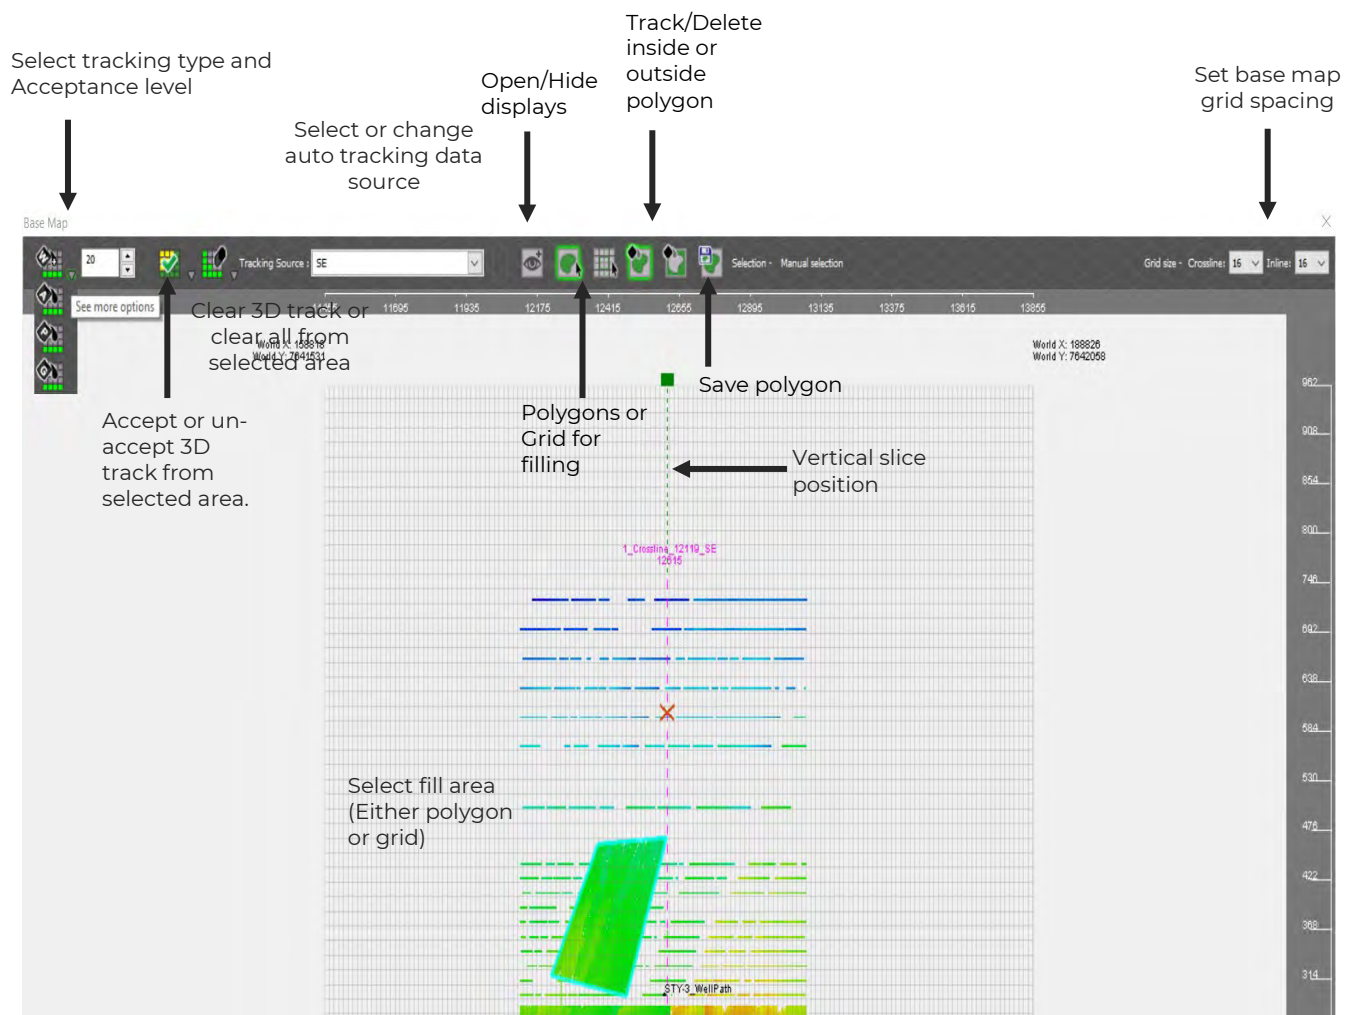 Track/Delete
inside or
outside
polygon
Select tracking type and
Acceptance level
Open/Hide
displays
Set base map
grid spacing
Select or change
auto tracking data
source
Base Map
X
20
Tracking Source : SE
Selection - Manual selection
Grid size - Crossline: 16 Inline: 16
See more options
11695 11935 12175 12415 12655 12895 13135 13375 13615 13855
Clear 3D track or
clear all from
selected area
World X: 158816
World Y: 7641531
World X: 188826
World Y: 7642058
Save polygon
Accept or un-
accept 3D
track from
selected area.
Polygons or
Grid for
filling
Vertical slice
position
1_Crossline_12119_SE
12615
Select fill area
(Either polygon
or grid)
STY-3_WellPath
962
908
854
800
746
692
638
584
530
476
422
368
314